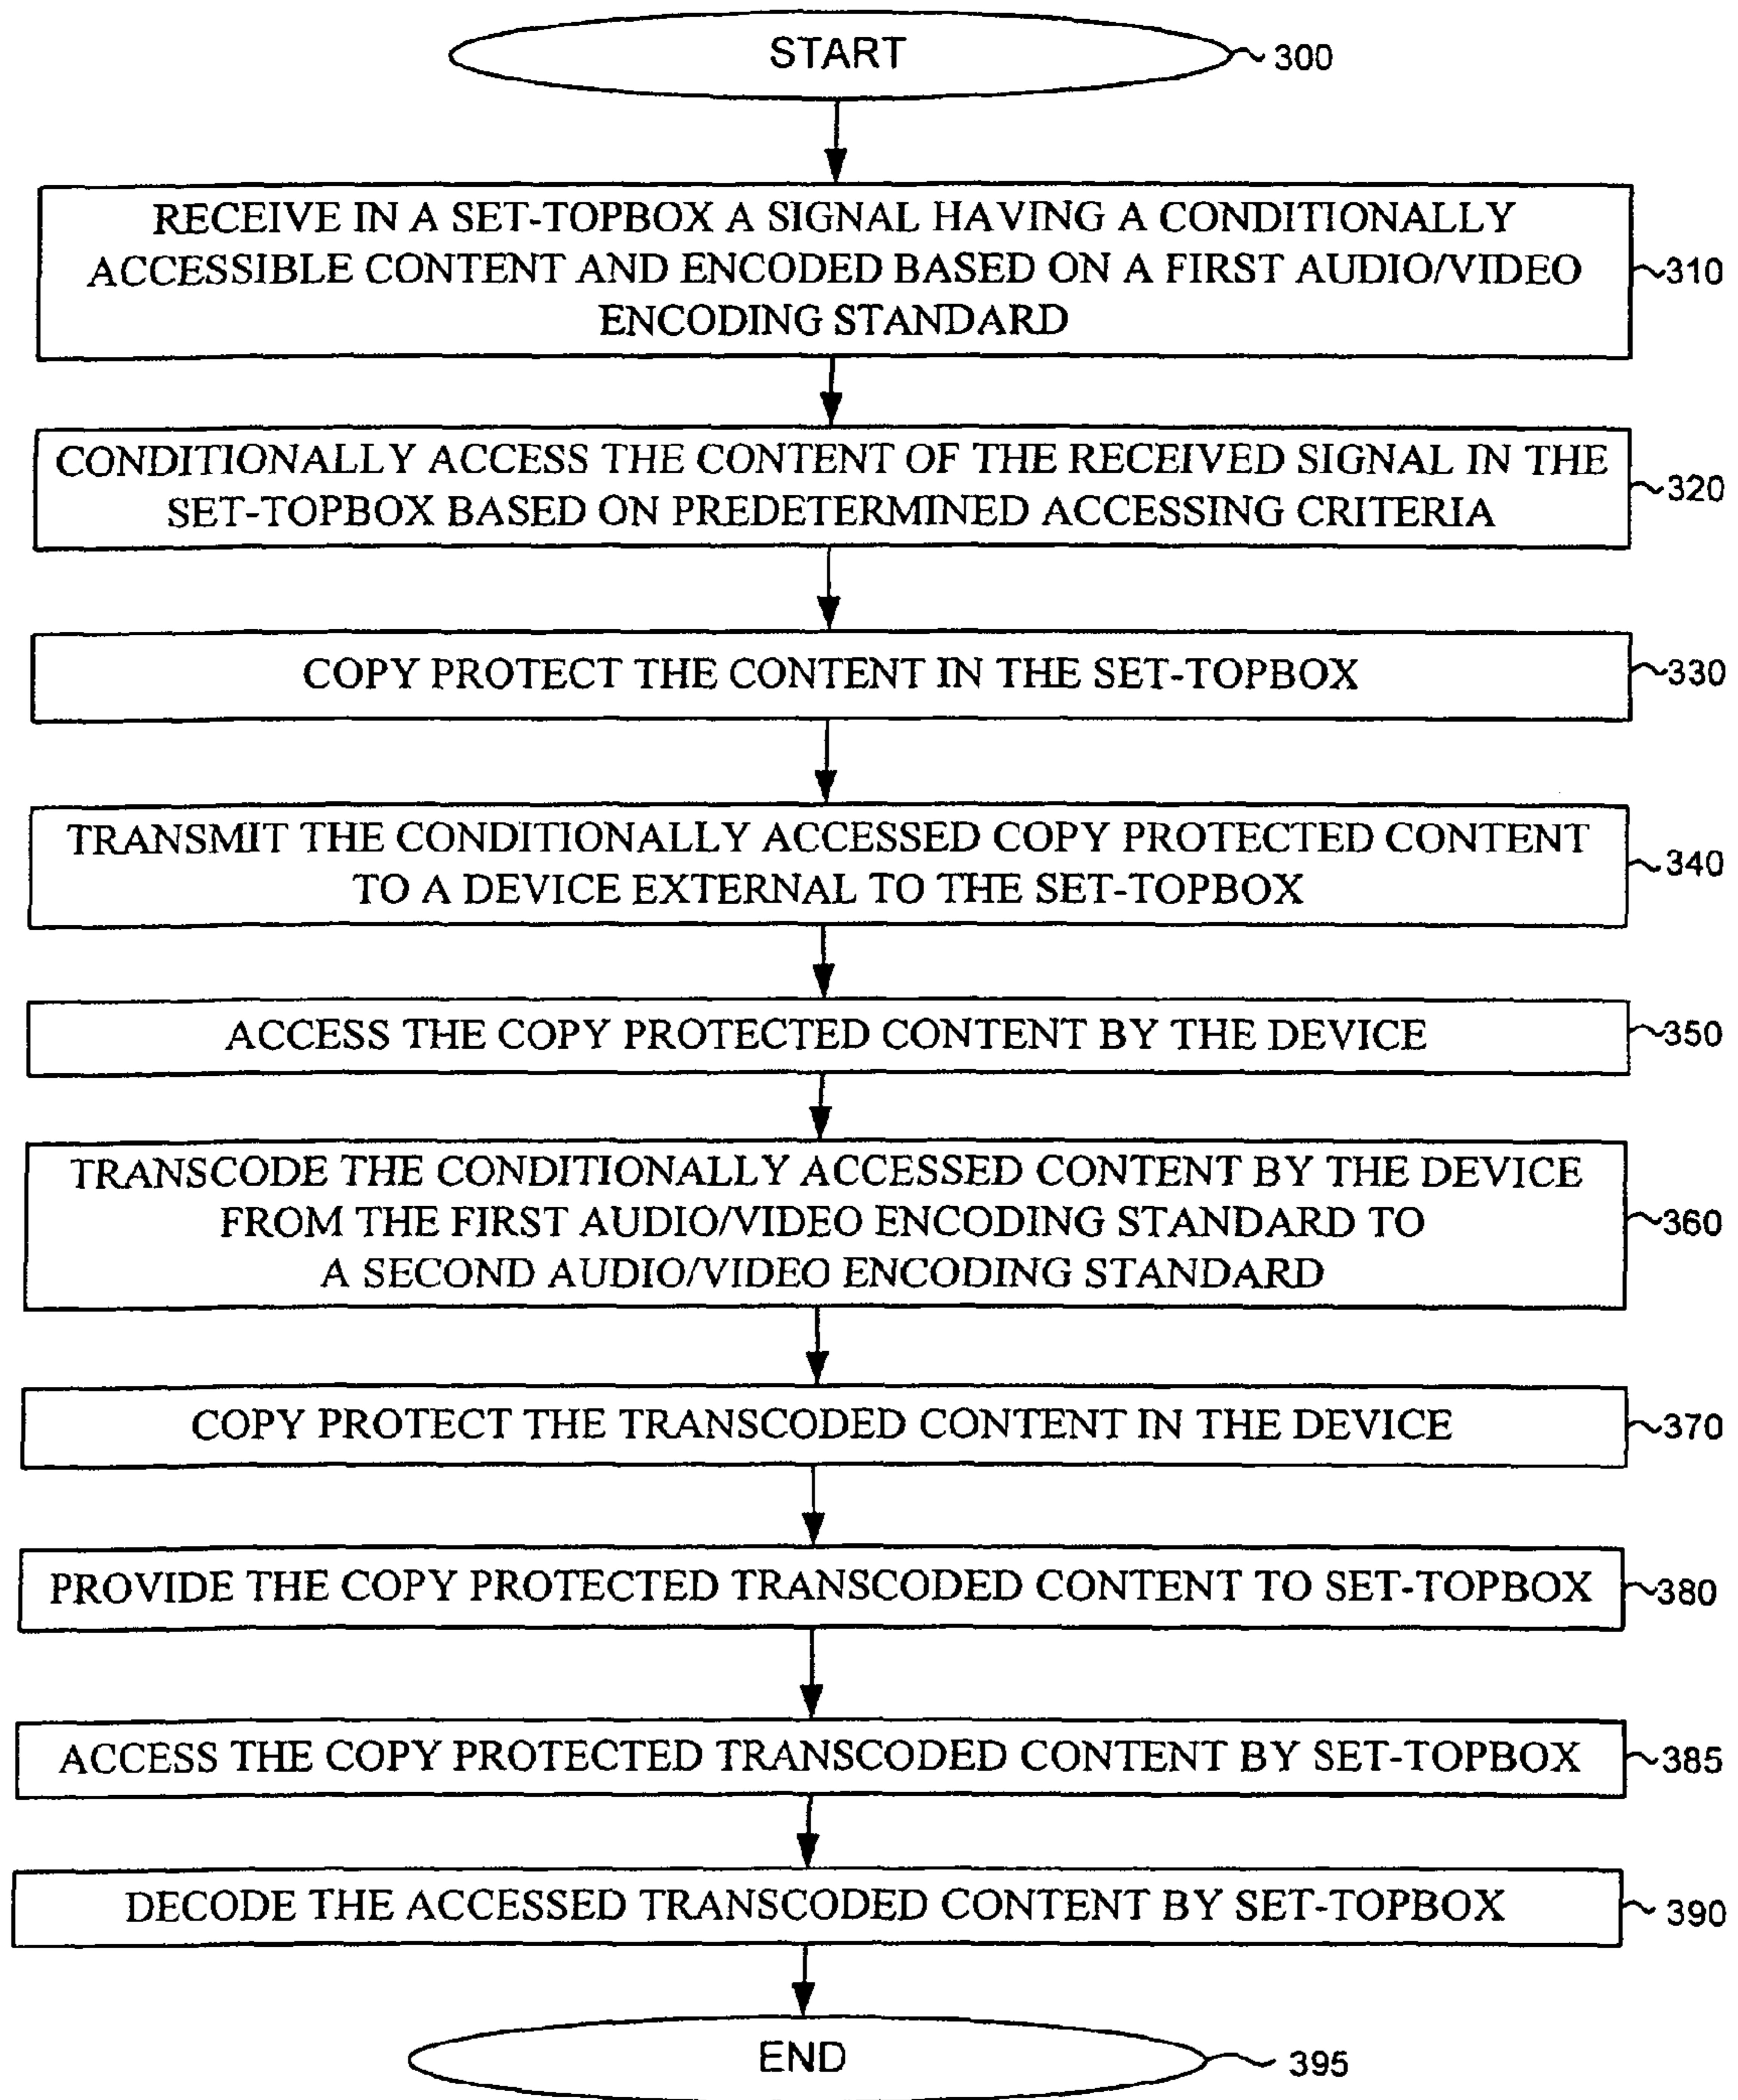 START
300
RECEIVE IN A SET-TOPBOX A SIGNAL HAVING A CONDITIONALLY
ACCESSIBLE CONTENT AND ENCODED BASED ON A FIRST AUDIO/VIDEO
ENCODING STANDARD
310
CONDITIONALLY ACCESS THE CONTENT OF THE RECEIVED SIGNAL IN THE
SET-TOPBOX BASED ON PREDETERMINED ACCESSING CRITERIA
320
COPY PROTECT THE CONTENT IN THE SET-TOPBOX
330
TRANSMIT THE CONDITIONALLY ACCESSED COPY PROTECTED CONTENT
TO A DEVICE EXTERNAL TO THE SET-TOPBOX
340
ACCESS THE COPY PROTECTED CONTENT BY THE DEVICE
350
TRANSCODE THE CONDITIONALLY ACCESSED CONTENT BY THE DEVICE
FROM THE FIRST AUDIO/VIDEO ENCODING STANDARD TO
A SECOND AUDIO/VIDEO ENCODING STANDARD
360
COPY PROTECT THE TRANSCODED CONTENT IN THE DEVICE
370
PROVIDE THE COPY PROTECTED TRANSCODED CONTENT TO SET-TOPBOX
380
ACCESS THE COPY PROTECTED TRANSCODED CONTENT BY SET-TOPBOX
385
DECODE THE ACCESSED TRANSCODED CONTENT BY SET-TOPBOX
390
END
395